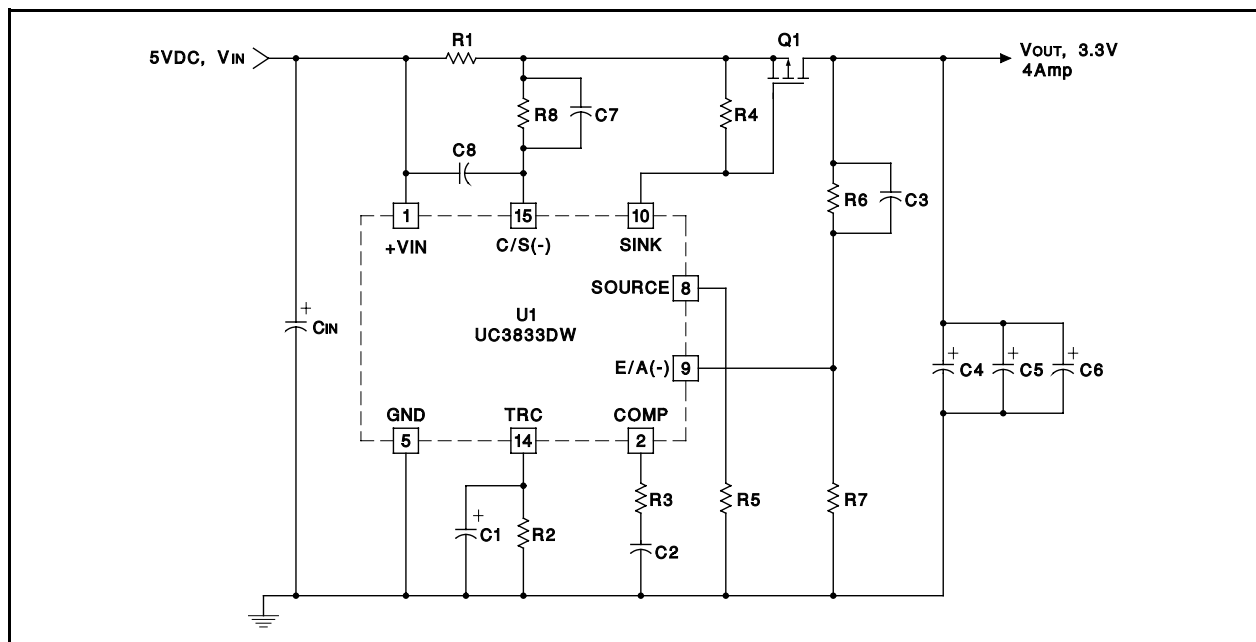 5VDC, VIN
R1
Q1
VOUT, 3.3V
4Amp
R8
C7
R4
C8
R6
C3
1
15
10
+VIN
C/S(-)
SINK
SOURCE
8
U1
UC3833DW
+
CIN
E/A(-)
9
+
C4
+
C5
+
C6
GND
TRC
COMP
5
14
2
R3
R5
R7
+
C1
R2
C2